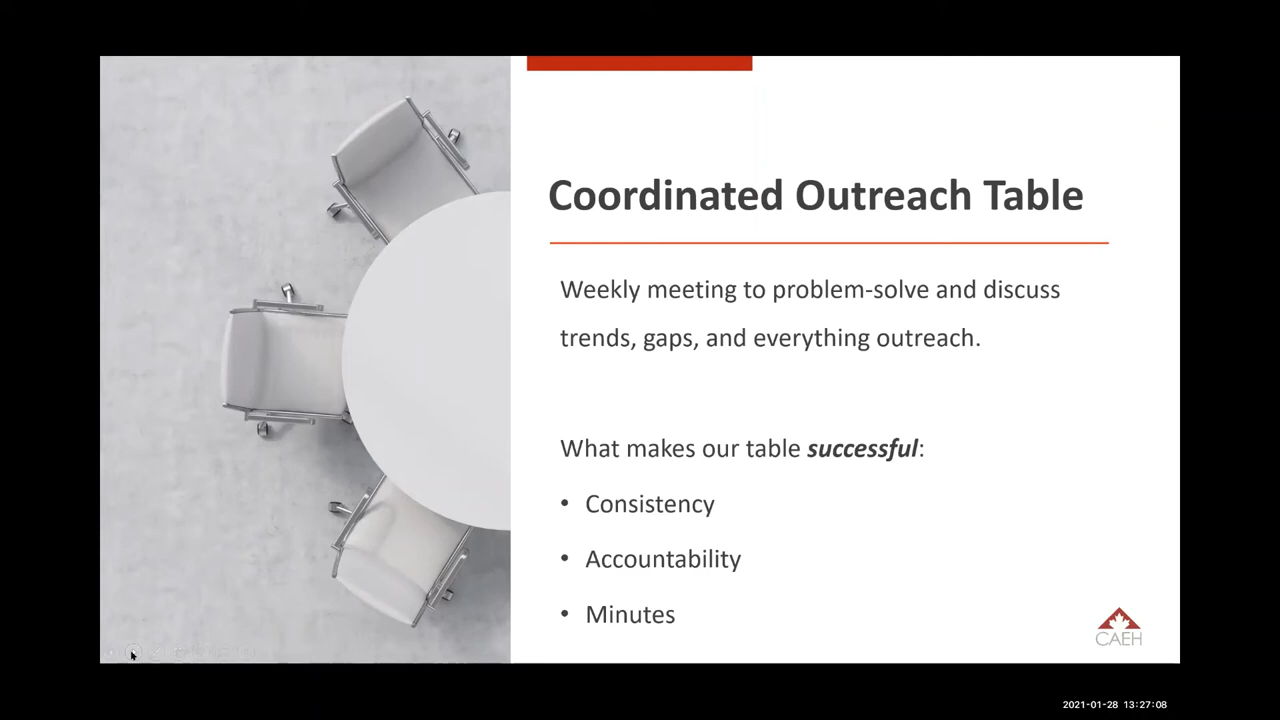 Coordinated Outreach Table
Weekly meeting to problem-solve and discuss
trends, gaps, and everything outreach.
What makes our table successful:
• Consistency
• Accountability
• Minutes
CAEH
2021-01-28 13:27:08